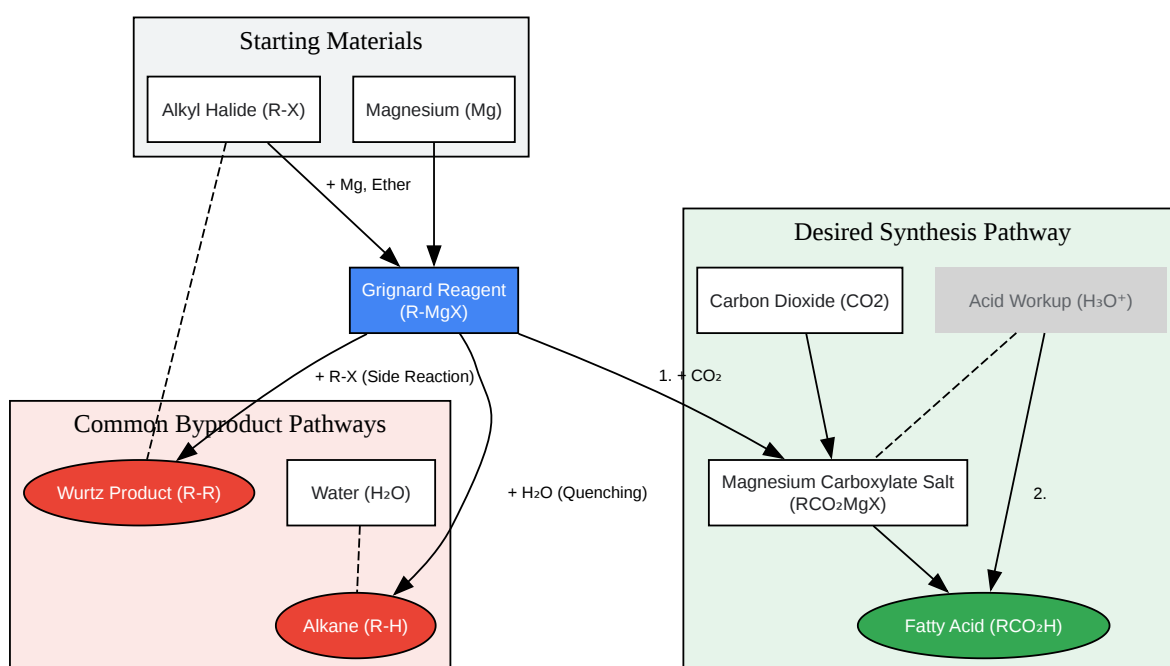 Starting Materials
Alkyl Halide (R-X)
Magnesium (Mg)
+ Mg, Ether
Grignard Reagent
(R-MgX)
Desired Synthesis Pathway
Carbon Dioxide (CO2)
Acid Workup (H₃O⁺)
+ R-X (Side Reaction)
1. + CO₂
Common Byproduct Pathways
Wurtz Product (R-R)
Water (H₂O)
+ H₂O (Quenching)
Magnesium Carboxylate Salt
(RCO₂MgX)
2.
Alkane (R-H)
Fatty Acid (RCO₂H)